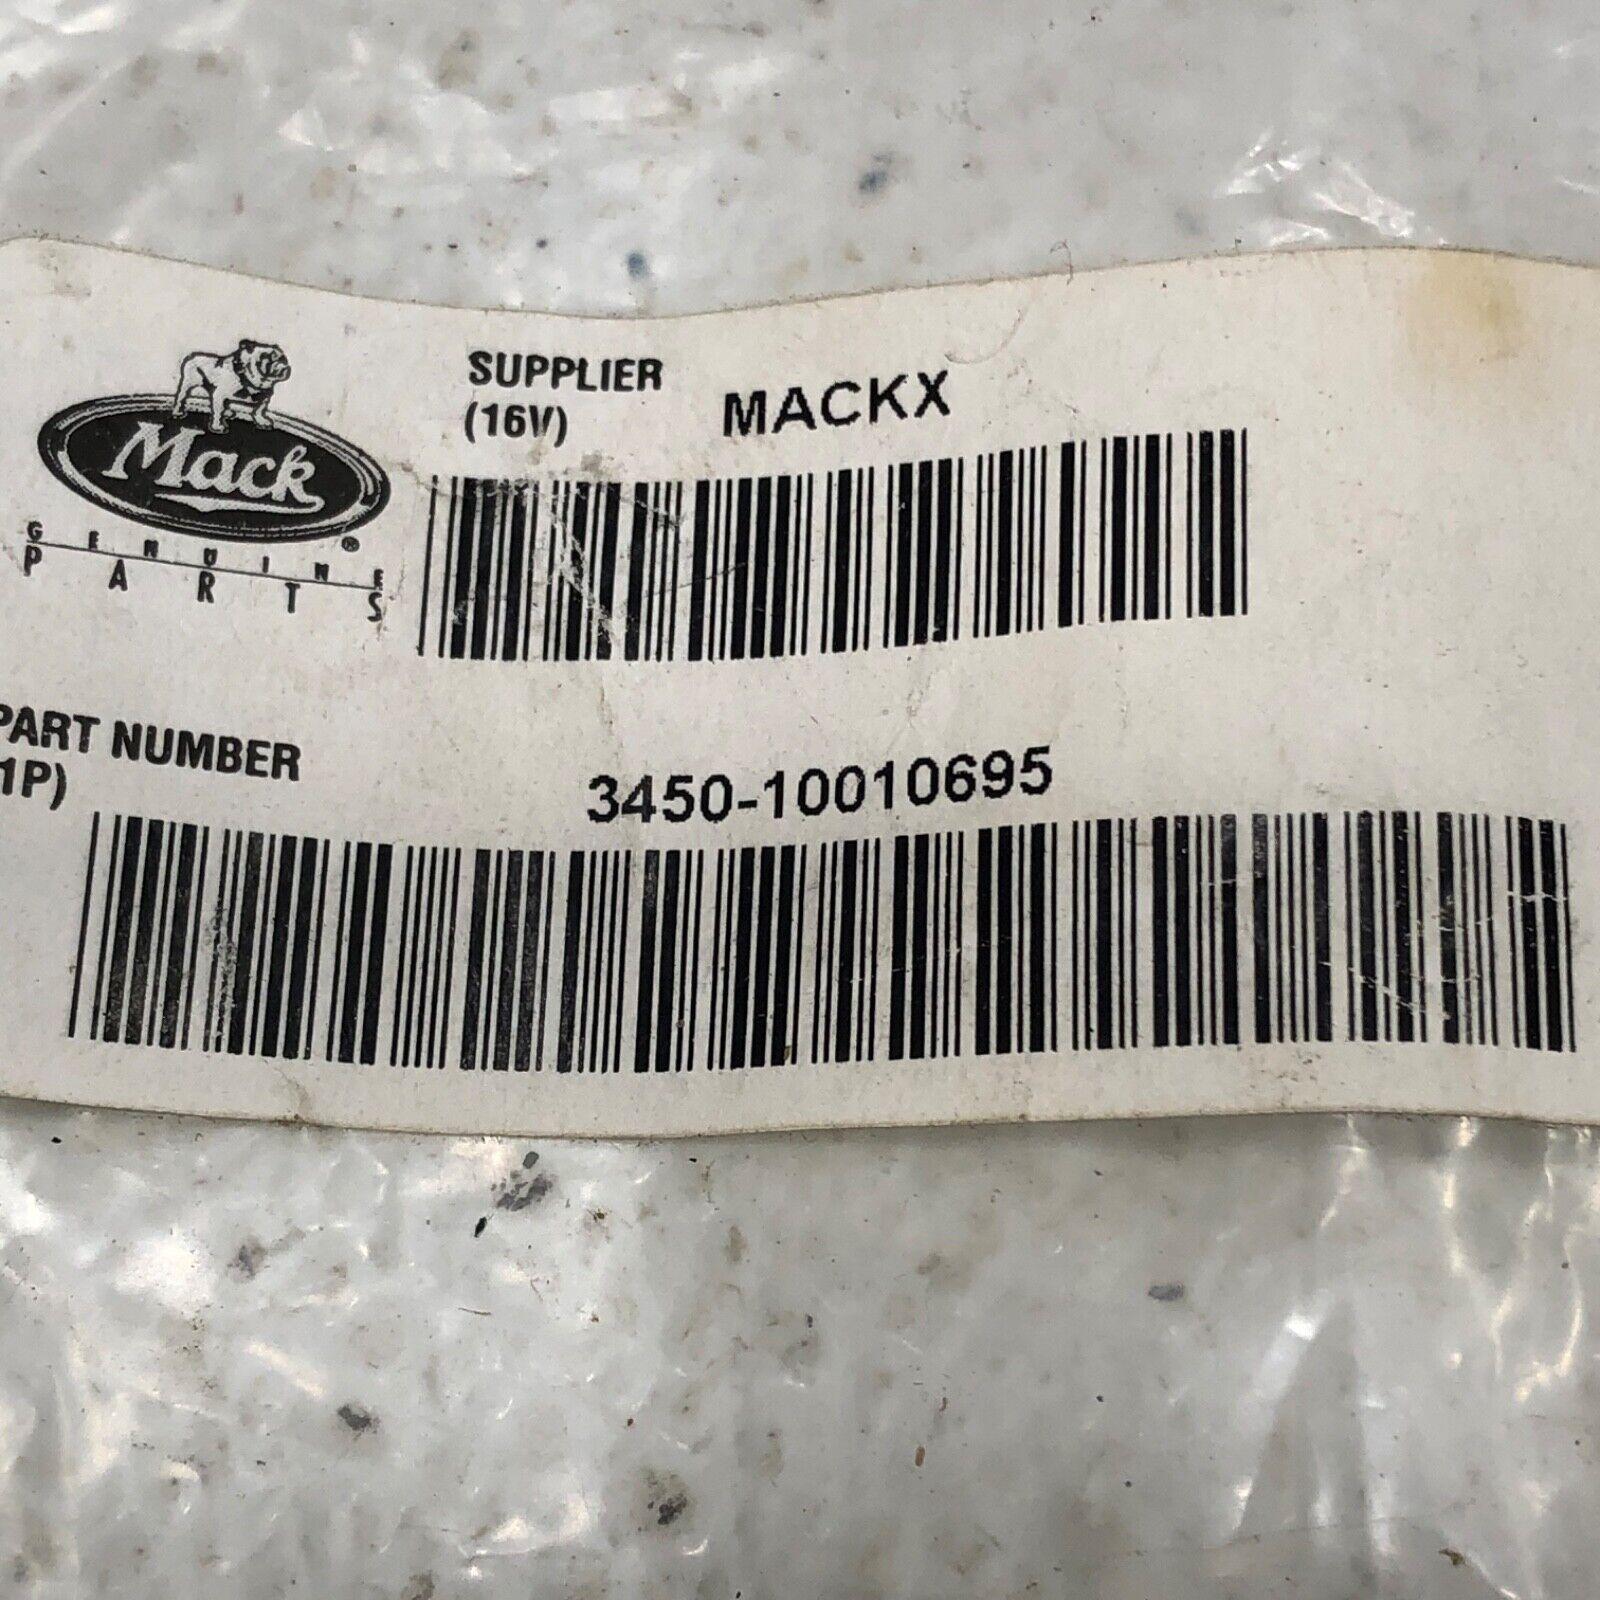 Mack
®
GENUINE
PARTS
SUPPLIER
(16V)
MACKX
PART NUMBER
1P)
3450-10010695